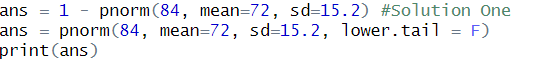 ans = 1 - pnorm(84, mean=72, sd=15.2) #Solution One
ans = pnorm(84, mean=72, sd=15.2, lower.tail = F)
print(ans)